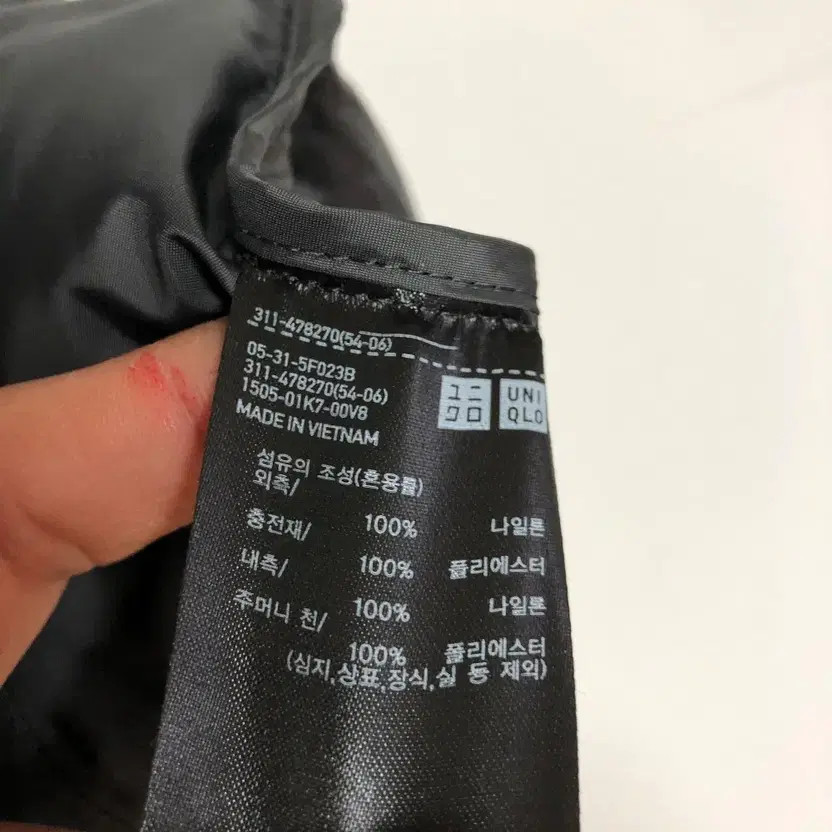 311-478270(54-06)
05-31-5F023B
311-478270(54-06)
1505-01K7-00V8
MADE IN VIETNAM
ユニ
クロ
UNI
QLO
섬유의 조성(혼용률)
외측/
100% 나일론
충전재/
100% 폴리에스터
내측/
100% 나일론
주머니 천/
100% 폴리에스터
(심지,상표,장식,실 등 제외)